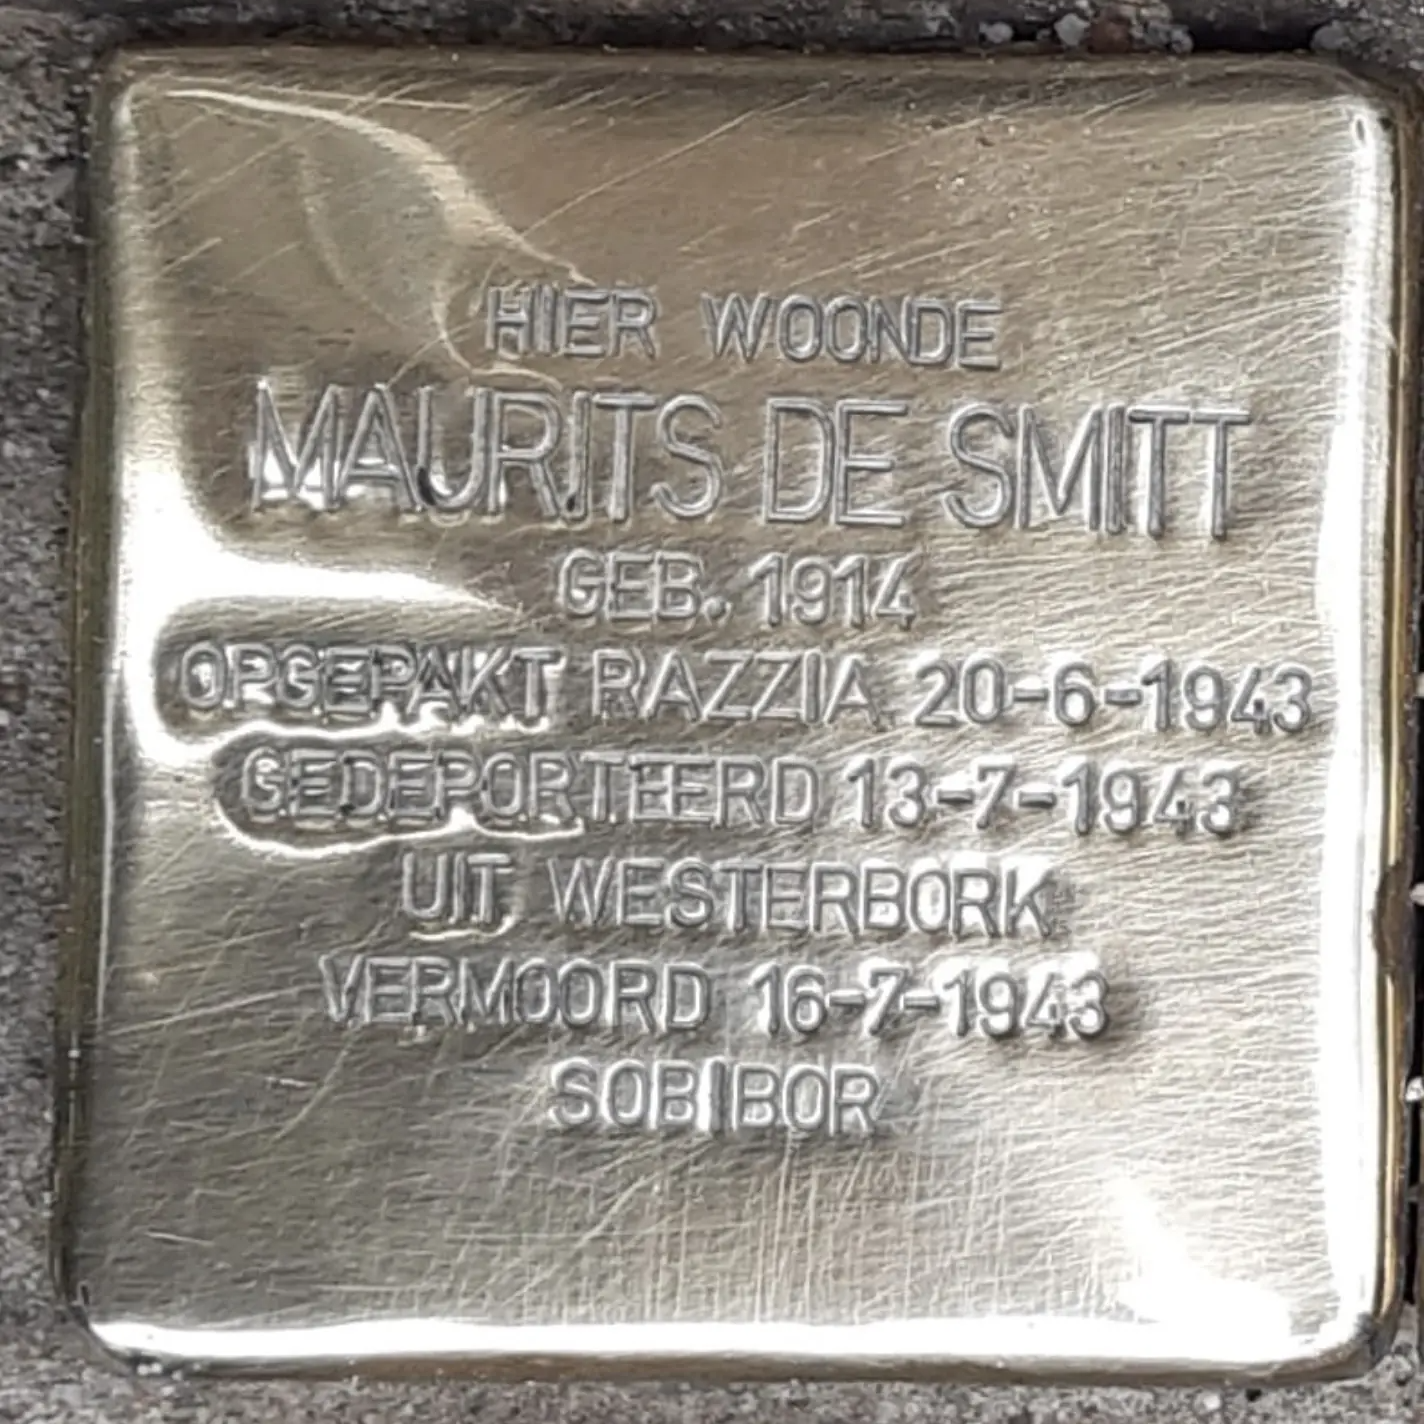 HIER WOONDE
MAURITS DE SMITT
GEB. 1914
OPGEPAKT RAZZIA 20-6-1943
GEDEPORTEERD 13-7-1943
UIT WESTERBORK
VERMOORD 16-7-1943
SOBIBOR